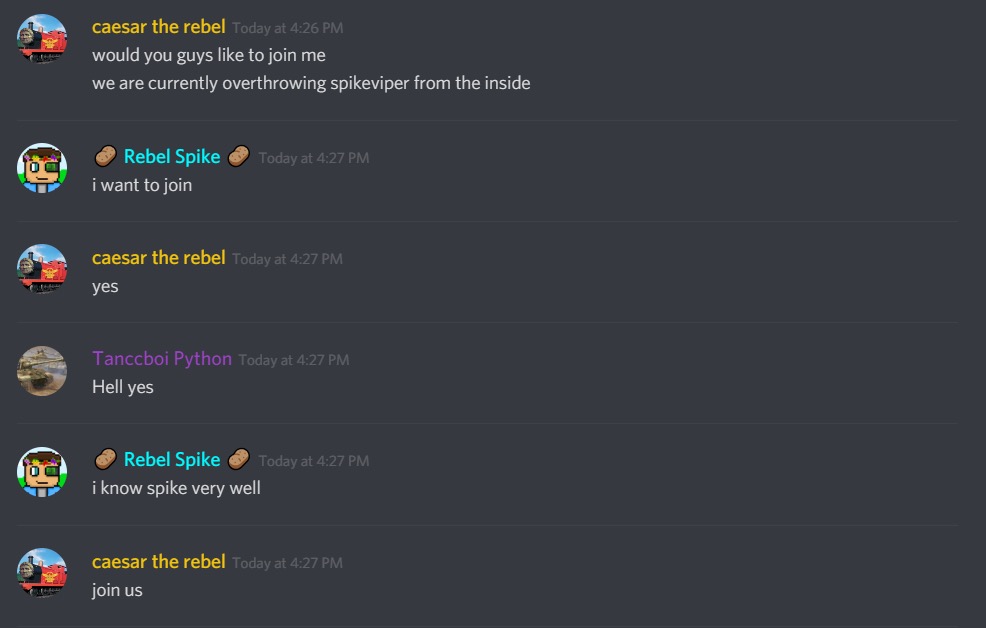 caesar the rebel Today at 4:26 PM
would you guys like to join me
we are currently overthrowing spikeviper from the inside
🥔 Rebel Spike 🥔 Today at 4:27 PM
i want to join
caesar the rebel Today at 4:27 PM
yes
Tanccboi Python Today at 4:27 PM
Hell yes
🥔 Rebel Spike 🥔 Today at 4:27 PM
i know spike very well
caesar the rebel Today at 4:27 PM
join us